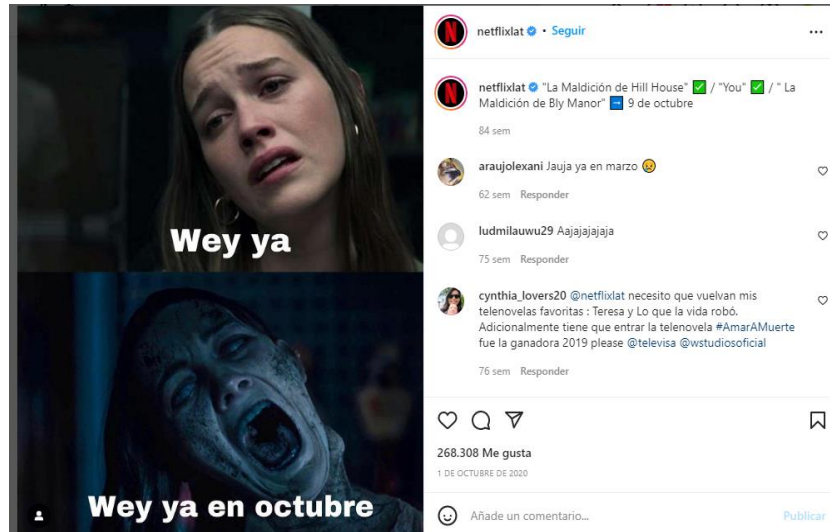 Wey ya
Wey ya en octubre
netflixlat • Seguir
netflixlat "La Maldición de Hill House" ✅ / "You" ✅ / " La
Maldición de Bly Manor" ➡️ 9 de octubre
84 sem
araujolexani Jauja ya en marzo 😢
62 sem Responder
ludmilauwu29 Aajajajajaja
75 sem Responder
cynthia_lovers20 @netflixlat necesito que vuelvan mis
telenovelas favoritas : Teresa y Lo que la vida robó.
Adicionalmente tiene que entrar la telenovela #AmarAMuerte
fue la ganadora 2019 please @televisa @wstudiosoficial
76 sem Responder
268.308 Me gusta
1 DE OCTUBRE DE 2020
Añade un comentario...
Publicar